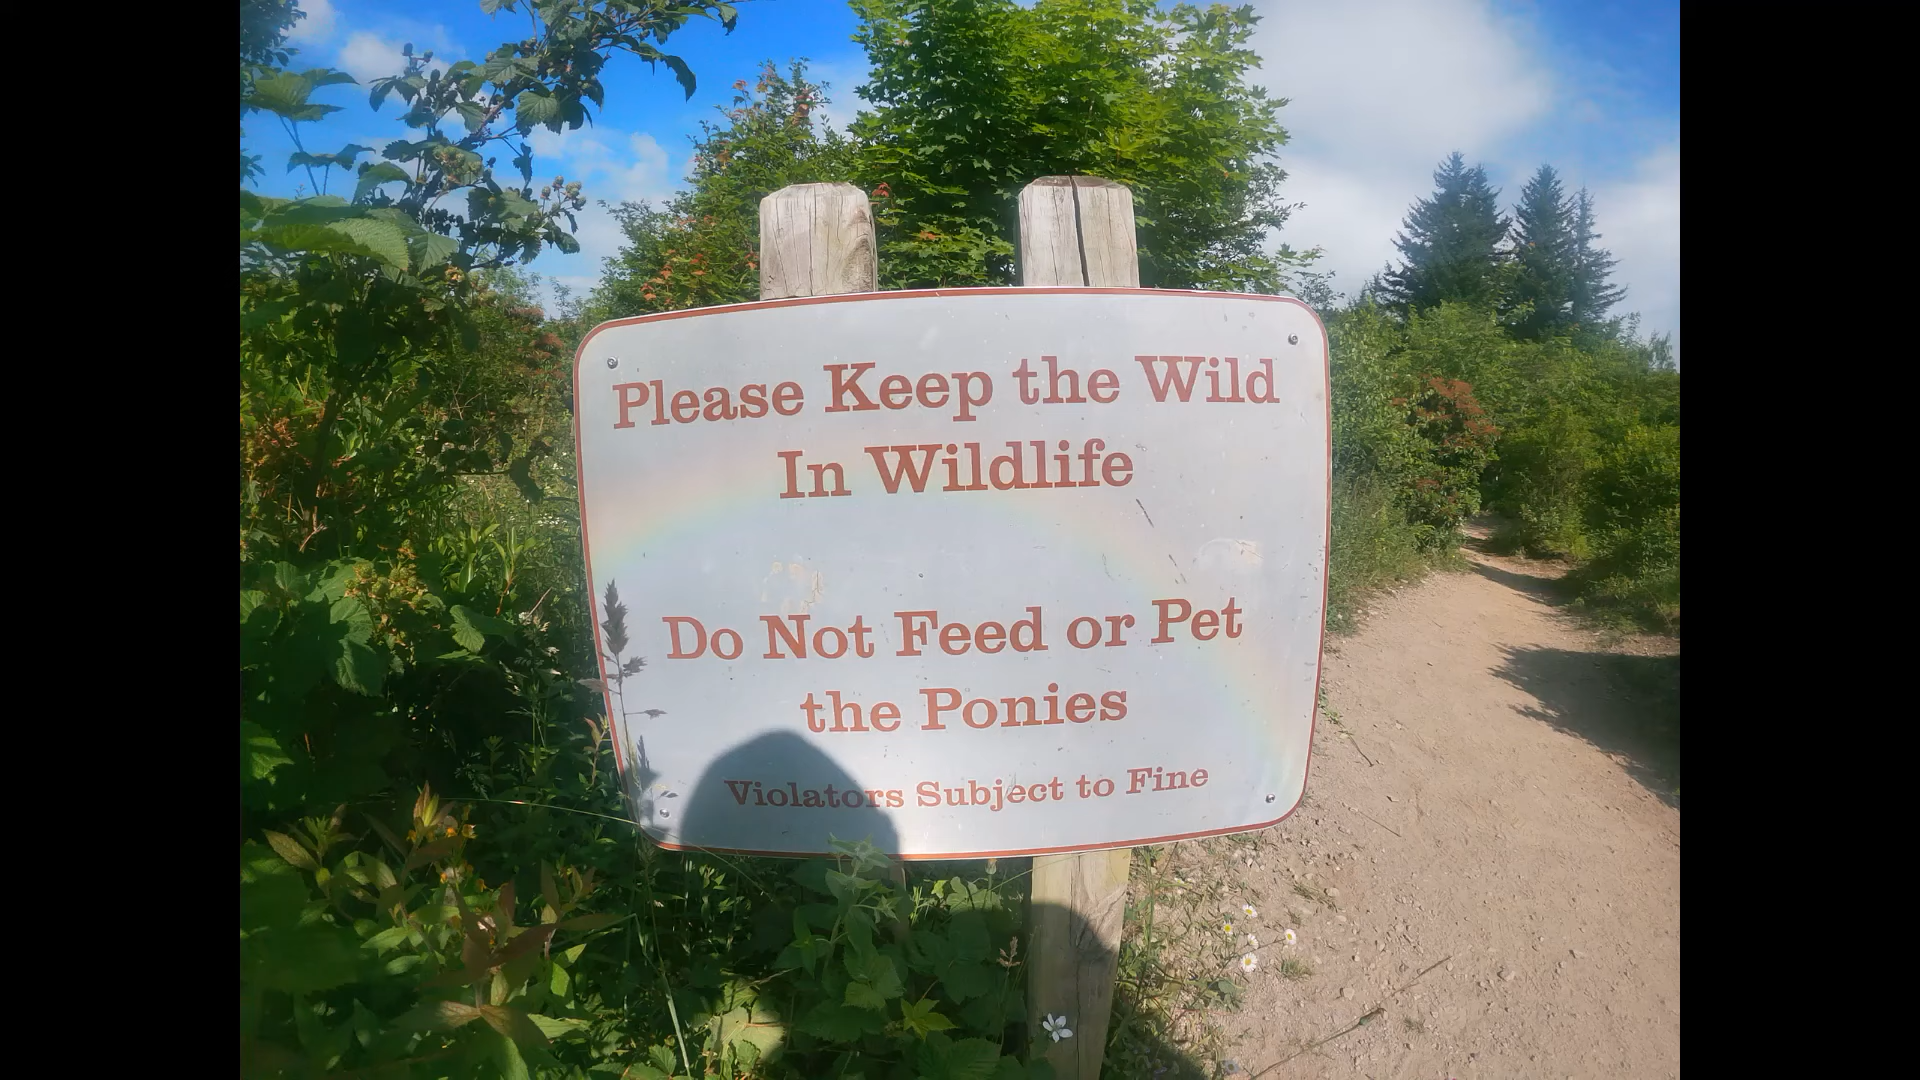 Please Keep the Wild
In Wildlife
Do Not Feed or Pet
the Ponies
Violators Subject to Fine